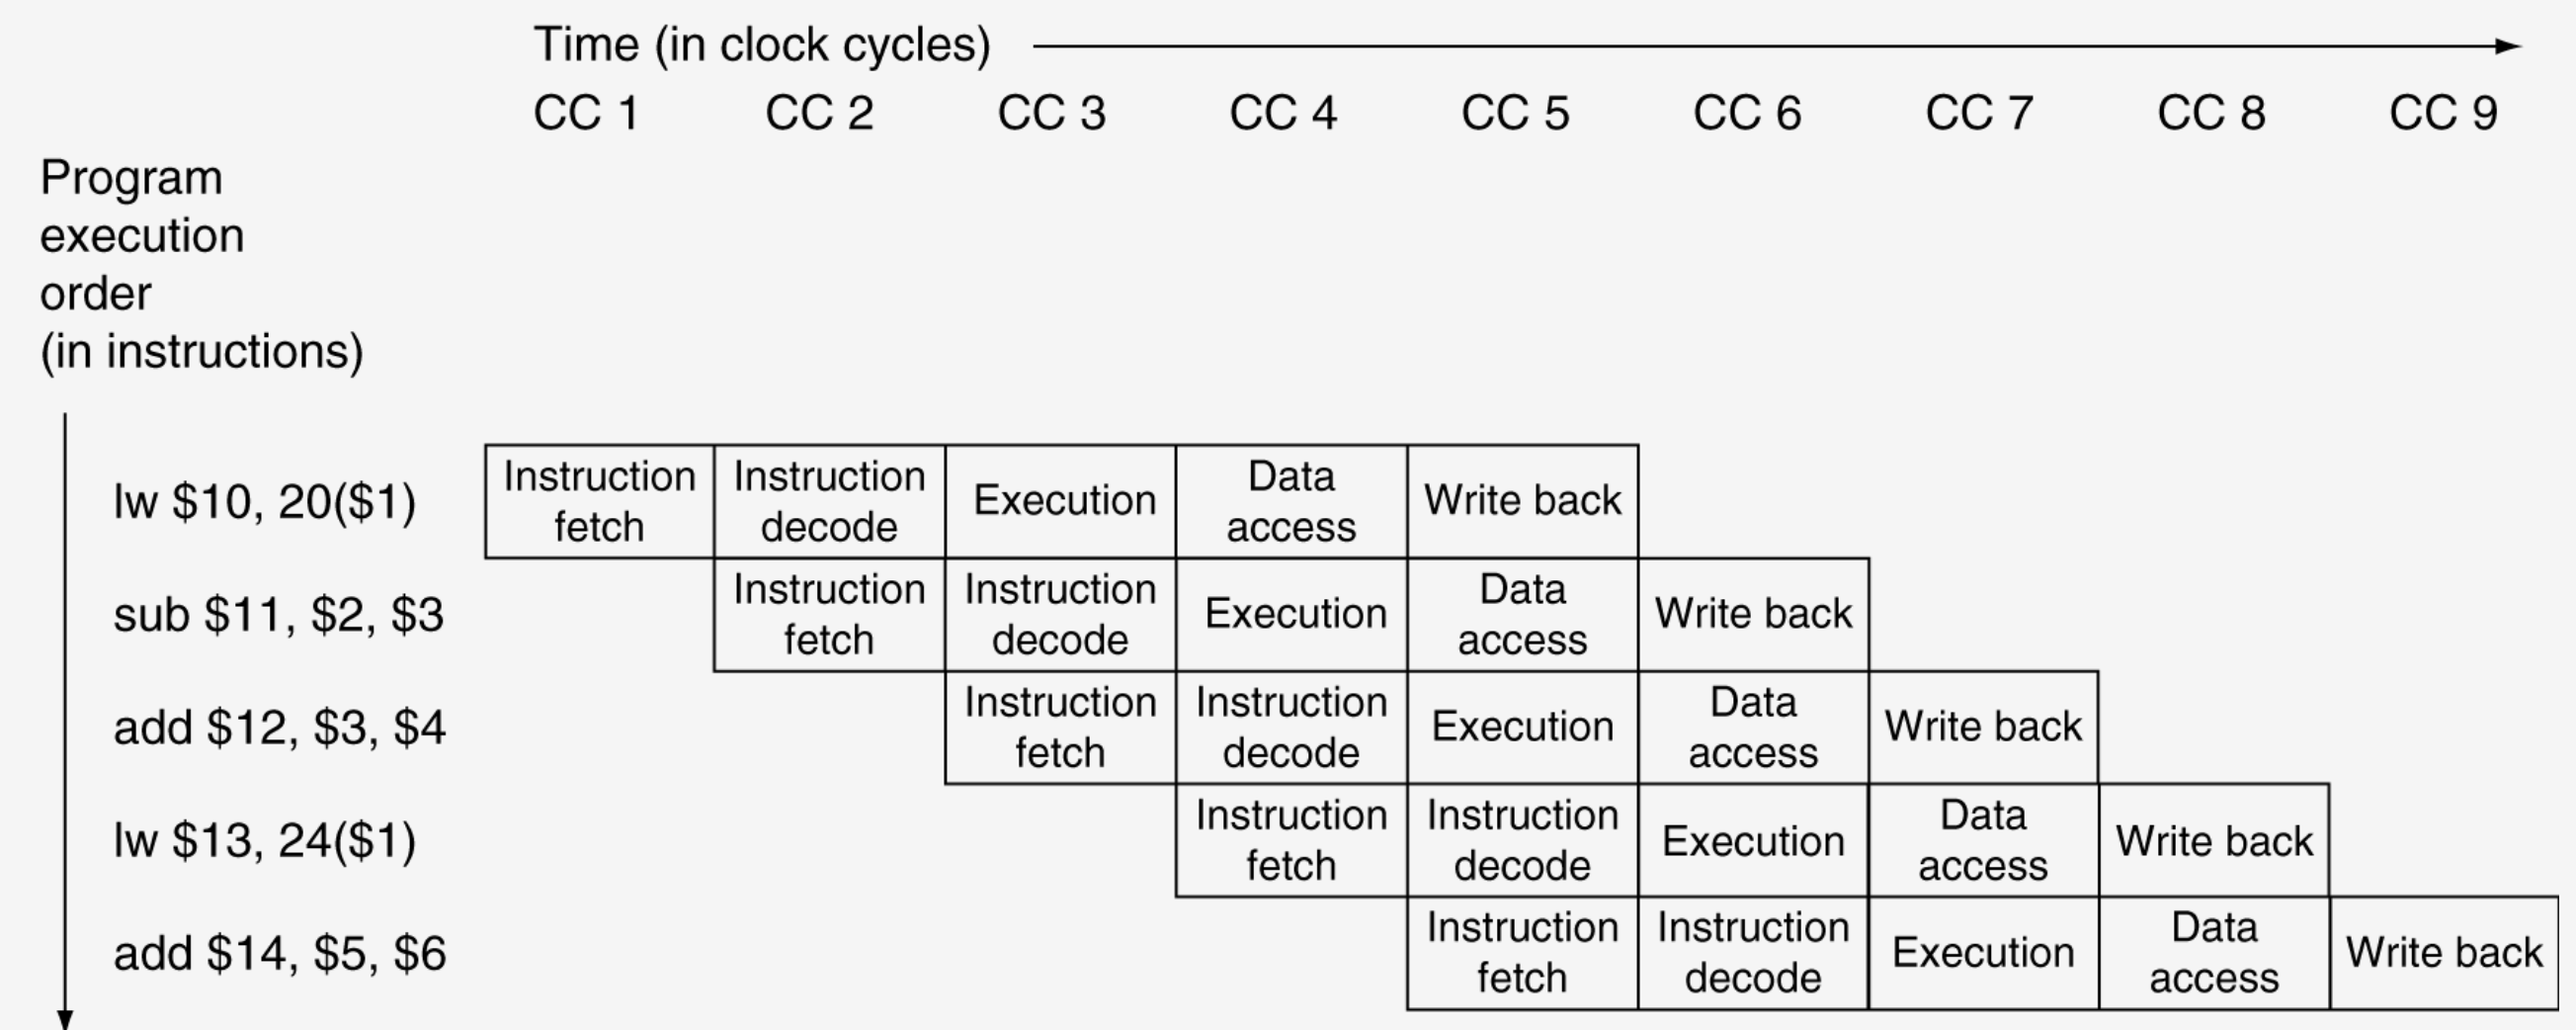 Time (in clock cycles)
CC 1 CC 2 CC 3 CC 4 CC 5 CC 6 CC 7 CC 8 CC 9
Program
execution
order
(in instructions)
lw $10, 20($1)
Instruction
fetch
Instruction
decode
Execution
Data
access
Write back
sub $11, $2, $3
Instruction
fetch
Instruction
decode
Execution
Data
access
Write back
add $12, $3, $4
Instruction
fetch
Instruction
decode
Execution
Data
access
Write back
lw $13, 24($1)
Instruction
fetch
Instruction
decode
Execution
Data
access
Write back
add $14, $5, $6
Instruction
fetch
Instruction
decode
Execution
Data
access
Write back